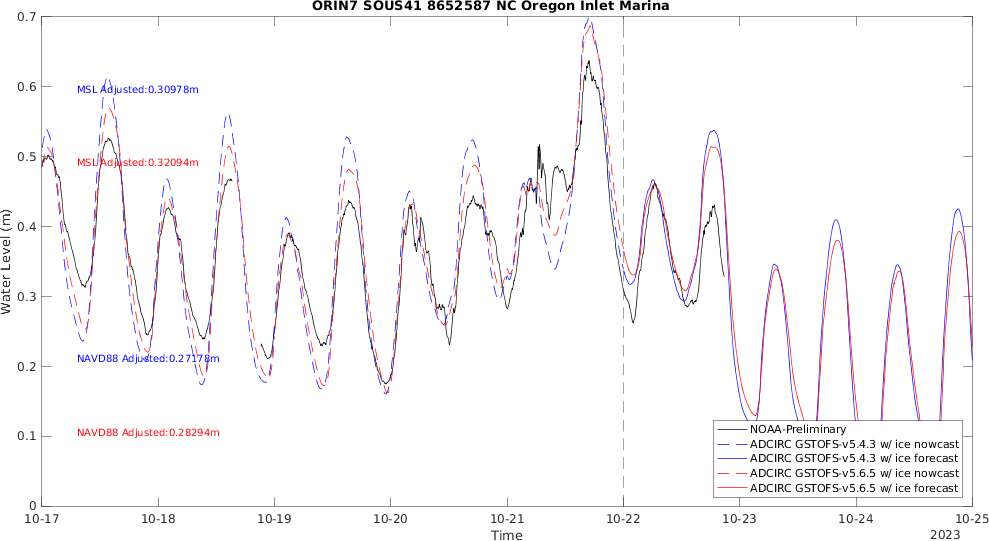 ORIN7 SOUS41 8652587 NC Oregon Inlet Marina
0.7
0.6
0.5
0.4
0.3
0.2
0.1
0
Water Level (m)
MSL Adjusted:0.30978m
MSL Adjusted:0.32094m
NAVD88 Adjusted:0.27178m
NAVD88 Adjusted:0.28294m
NOAA-Preliminary
ADCIRC GSTOFS-v5.4.3 w/ ice nowcast
ADCIRC GSTOFS-v5.4.3 w/ ice forecast
ADCIRC GSTOFS-v5.6.5 w/ ice nowcast
ADCIRC GSTOFS-v5.6.5 w/ ice forecast
10-17 10-18 10-19 10-20 10-21 10-22 10-23 10-24 10-25
Time
2023